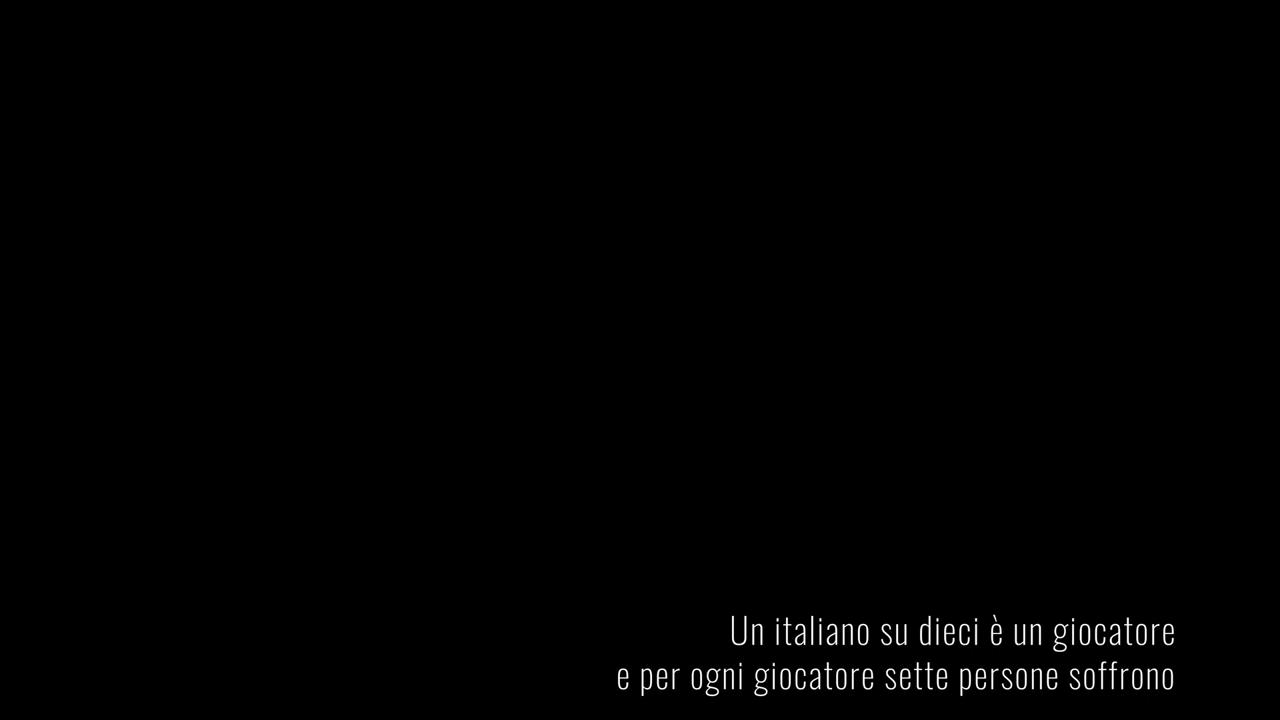 Un italiano su dieci è un giocatore
e per ogni giocatore sette persone soffrono